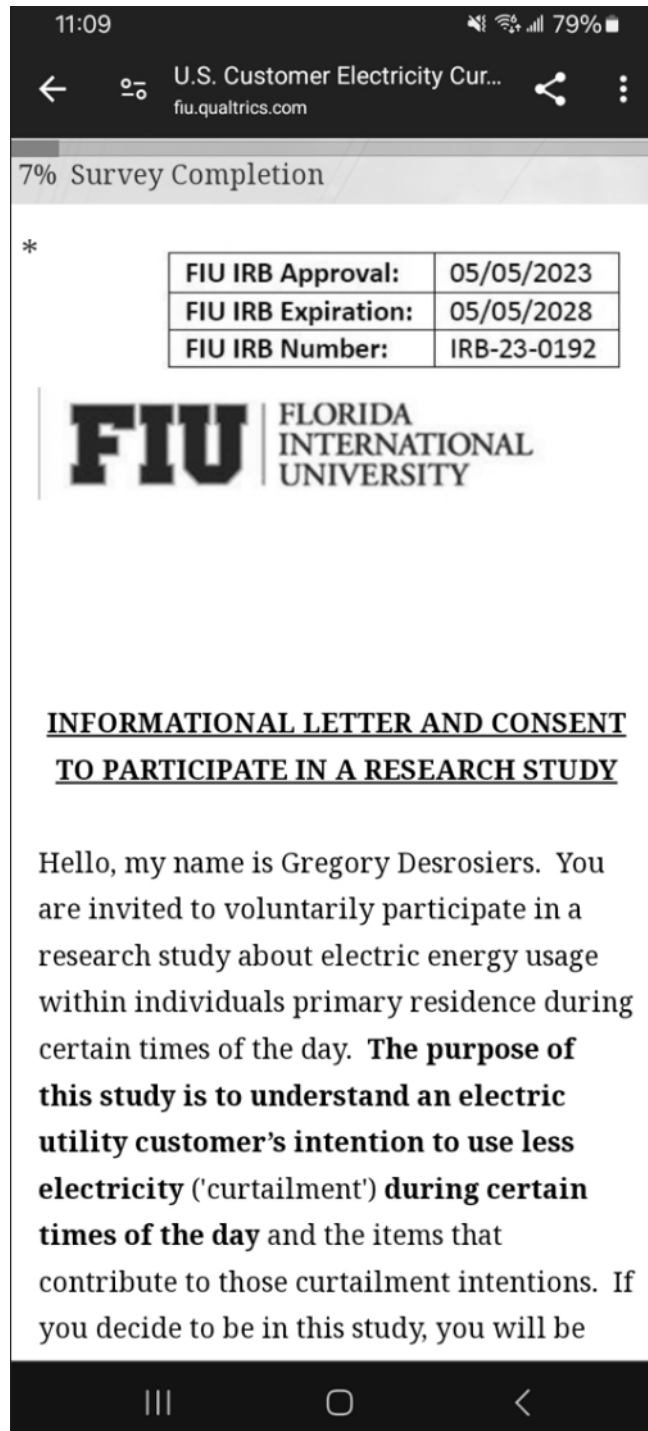 11:09 79%
U.S. Customer Electricity Cur...
fiu.qualtrics.com
7% Survey Completion
*
FIU IRB Approval: 05/05/2023
FIU IRB Expiration: 05/05/2028
FIU IRB Number: IRB-23-0192
FIU FLORIDA
INTERNATIONAL
UNIVERSITY
INFORMATIONAL LETTER AND CONSENT
TO PARTICIPATE IN A RESEARCH STUDY
Hello, my name is Gregory Desrosiers. You
are invited to voluntarily participate in a
research study about electric energy usage
within individuals primary residence during
certain times of the day. The purpose of
this study is to understand an electric
utility customer’s intention to use less
electricity ('curtailment') during certain
times of the day and the items that
contribute to those curtailment intentions. If
you decide to be in this study, you will be